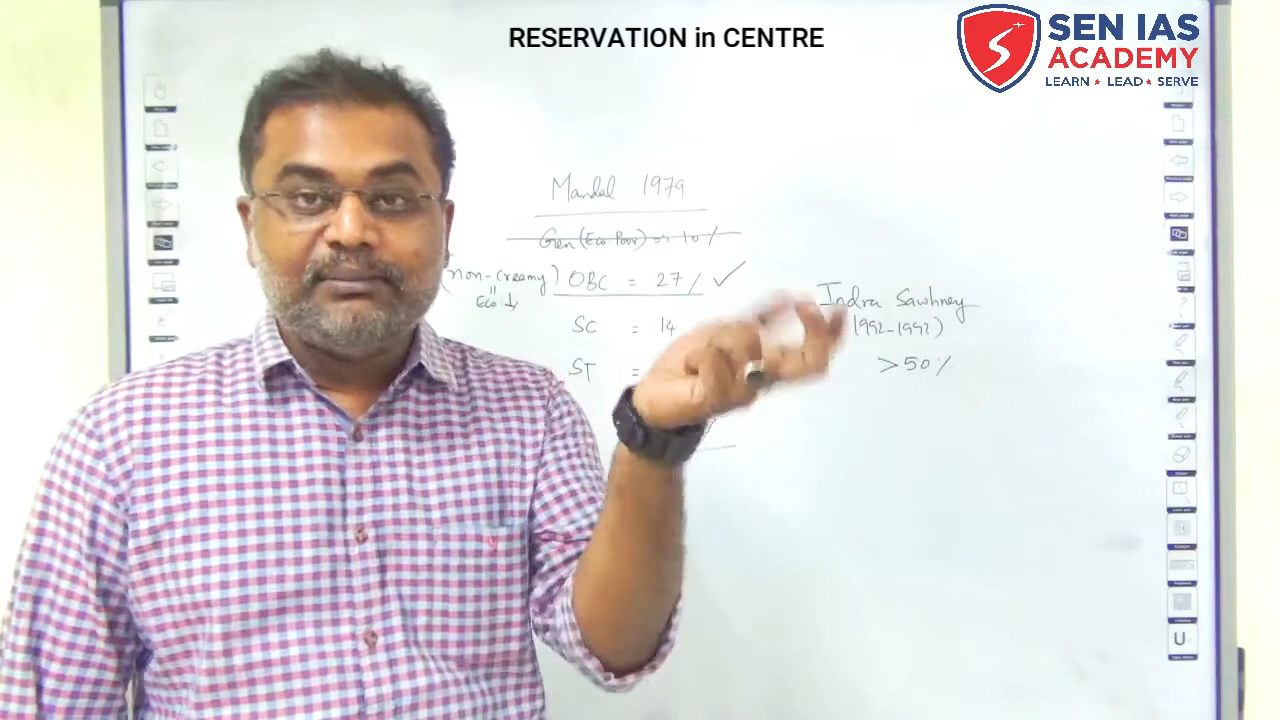 RESERVATION in CENTRE
SEN IAS
ACADEMY
LEARN ★ LEAD ★ SERVE
Mandal 1979
Gen (Eco-Poor) => 10%
(non-creamy) OBC = 27% ✓
Eco ↓
SC = 14
ST =
Indra Sawhney
(1992-1992)
>50%
U